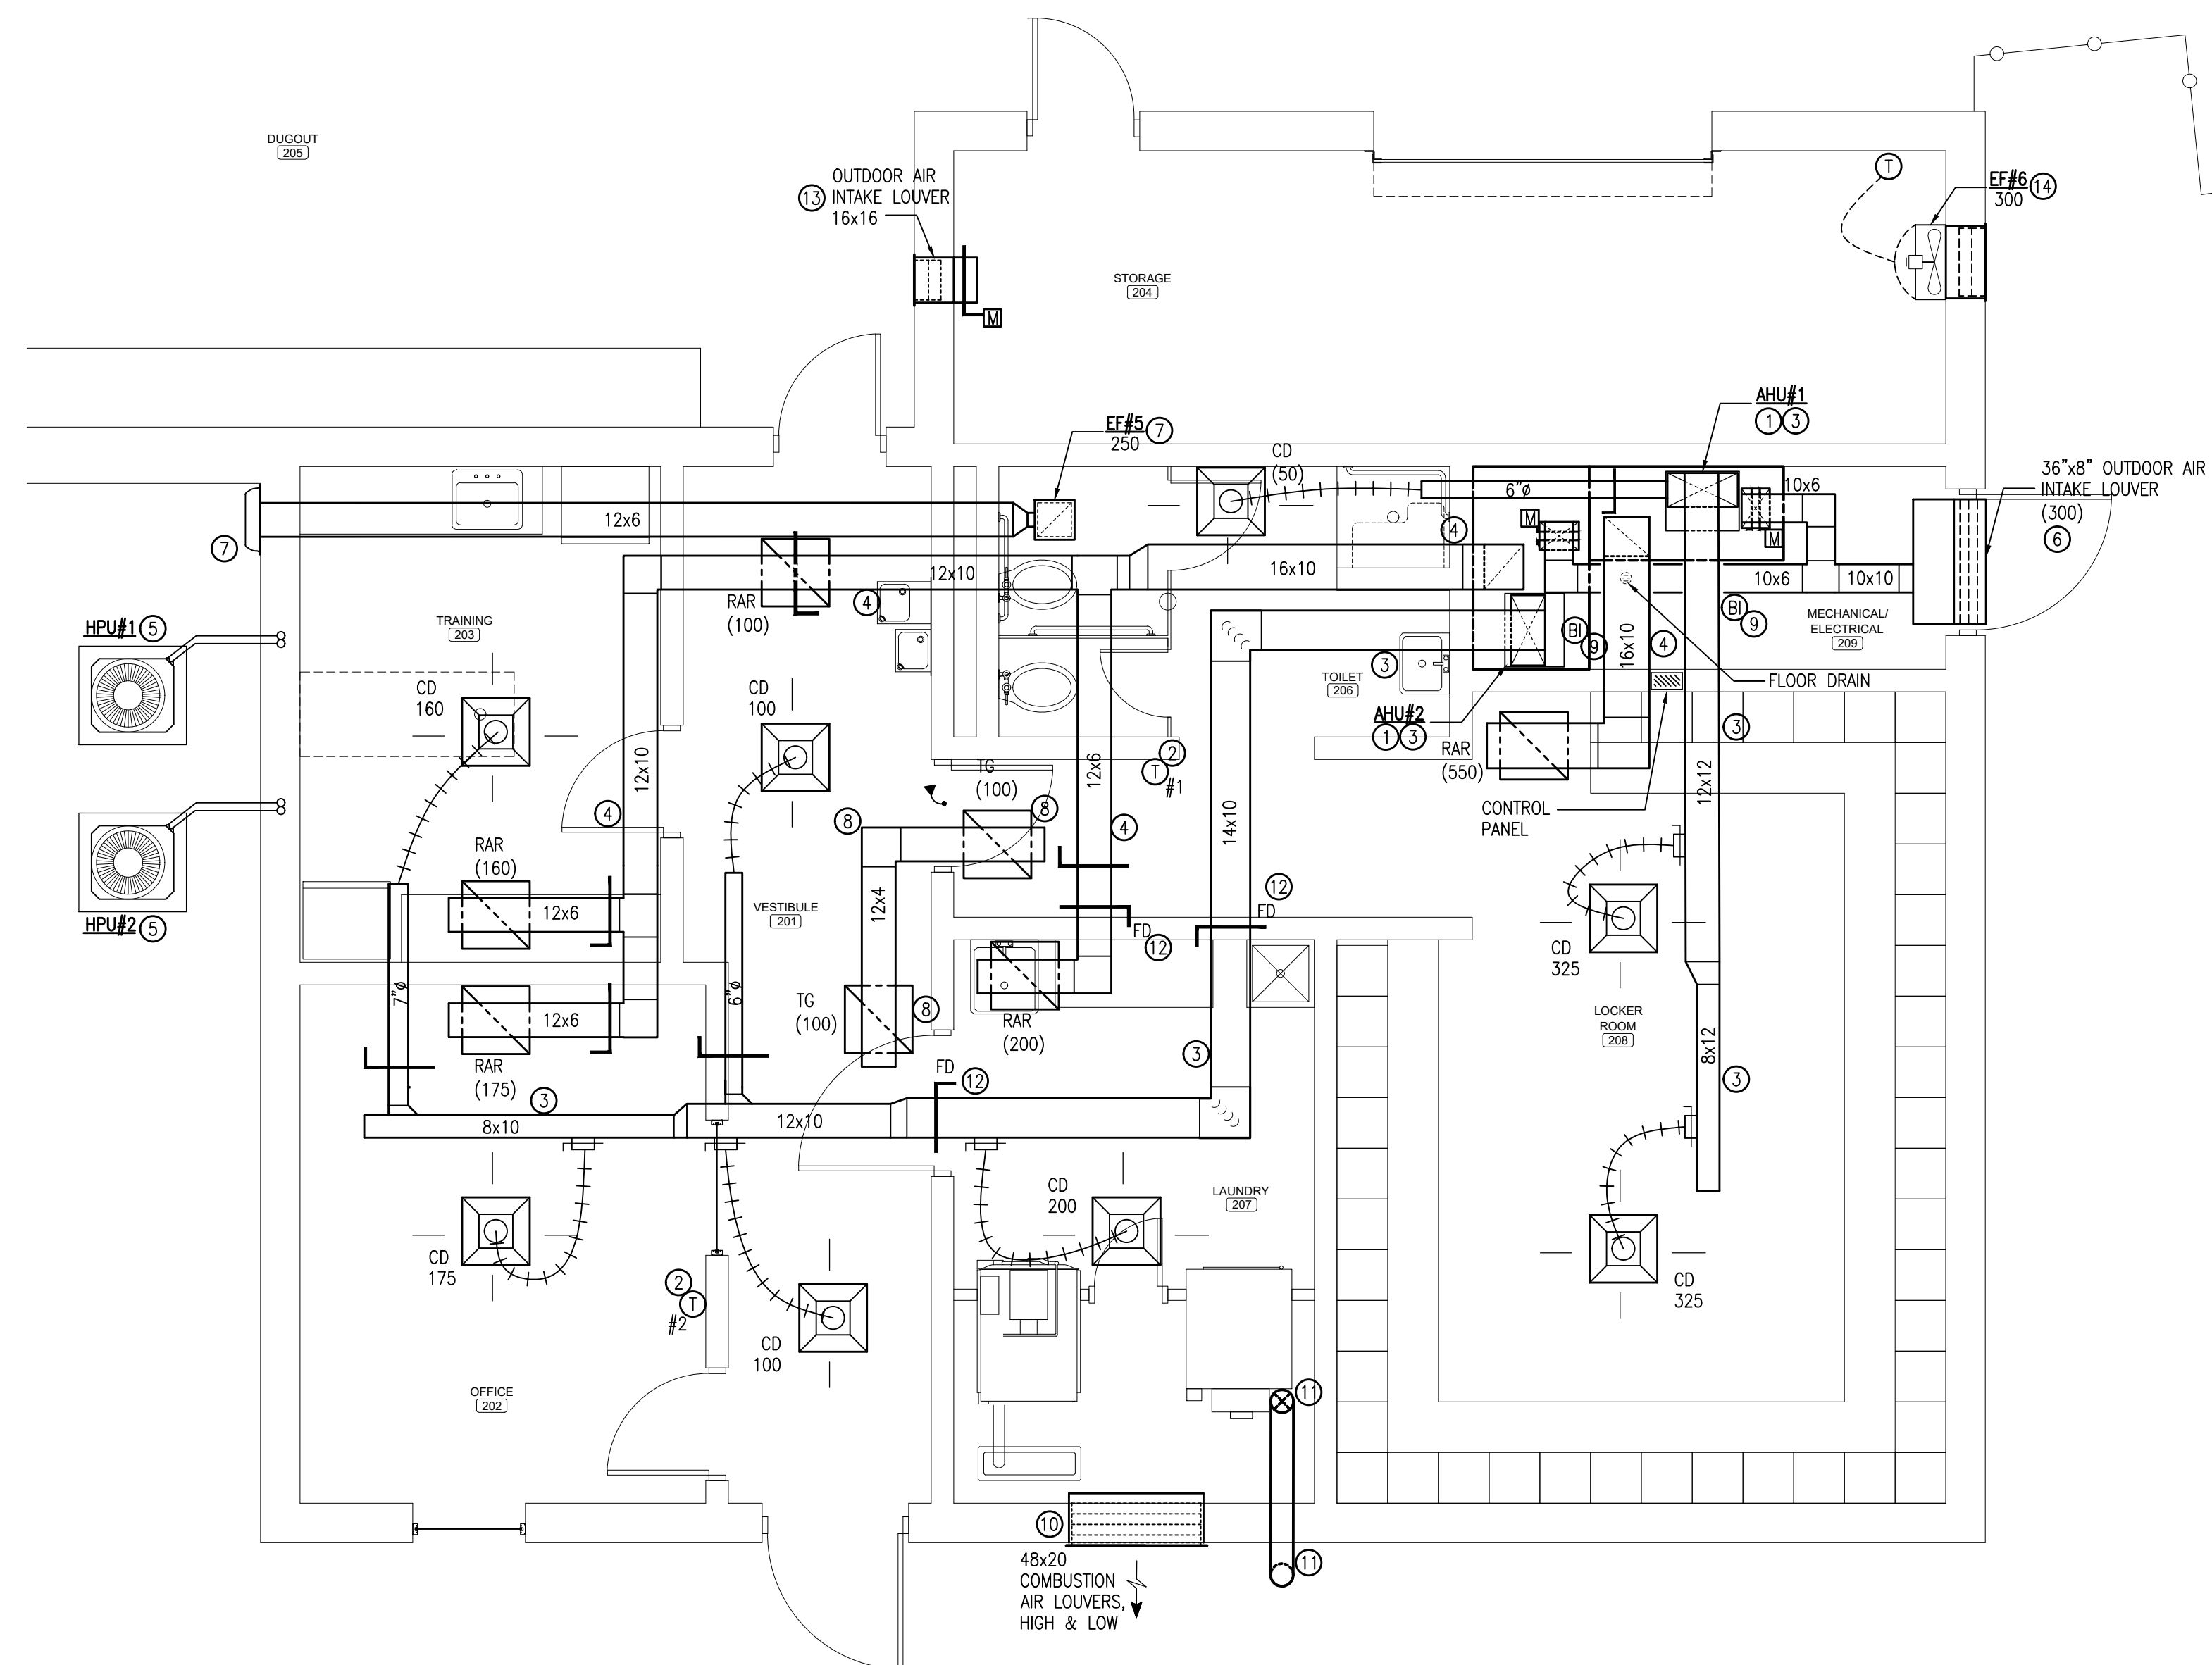 DUGOUT
205
OUTDOOR AIR
13 INTAKE LOUVER
16x16
M
STORAGE
204
T
EF#6 14
300
AHU#1
1 3
EF#5 7
250
CD
(50)
36"x8" OUTDOOR AIR
INTAKE LOUVER
(300)
6
7
12x6
6"ø
10x6
M
M
4
12x10
16x10
10x6
10x10
RAR
(100)
4
BI
9
BI
9
16x10
4
MECHANICAL/
ELECTRICAL
209
HPU#1 5
TRAINING
203
TOILET
206
3
FLOOR DRAIN
CD
160
CD
100
AHU#2
1 3
RAR
(550)
3
2
T
#1
12x10
TG
(100)
12x6
14x10
12x12
CONTROL
PANEL
4
8
8
4
HPU#2 5
RAR
(160)
12x6
VESTIBULE
201
12x4
12
FD
FD
12
CD
325
7"ø
6"ø
12x6
TG
(100)
8
RAR
(200)
LOCKER
ROOM
208
RAR
(175)
3
FD 12
3
8x12
3
8x10
12x10
CD
175
CD
200
LAUNDRY
207
CD
325
2
T
#2
CD
100
OFFICE
202
11
10
11
48x20
COMBUSTION
AIR LOUVERS,
HIGH & LOW